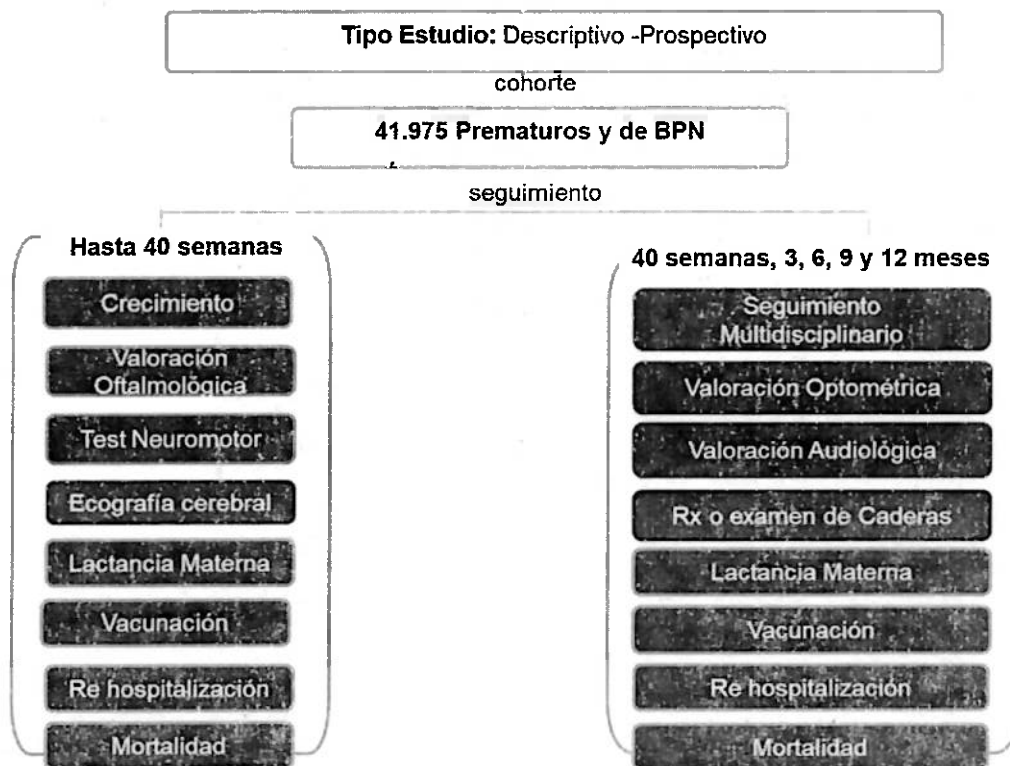 Tipo Estudio: Descriptivo -Prospectivo
cohorte
41.975 Prematuros y de BPN
seguimiento
Hasta 40 semanas
Crecimiento
Valoración
Oftalmológica
Test Neuromotor
Ecografía cerebral
Lactancia Materna
Vacunación
Re hospitalización
Mortalidad
40 semanas, 3, 6, 9 y 12 meses
Seguimiento
Multidisciplinario
Valoración Optométrica
Valoración Audiológica
Rx o examen de Caderas
Lactancia Materna
Vacunación
Re hospitalización
Mortalidad